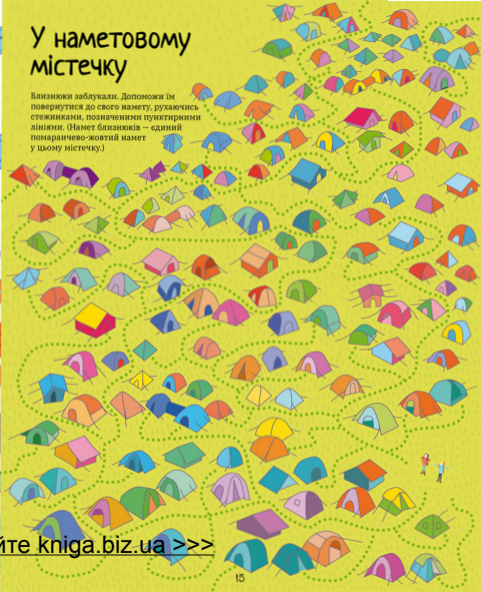 У наметовому
містечку
Близнюки заблукали. Допоможи їм
повернутися до свого намету, рухаючись
стежинками, позначеними пунктирними
лініями. (Намет близнюків — єдиний
помаранчево-жовтий намет
у цьому містечку.)
йте kniga.biz.ua >>>
15